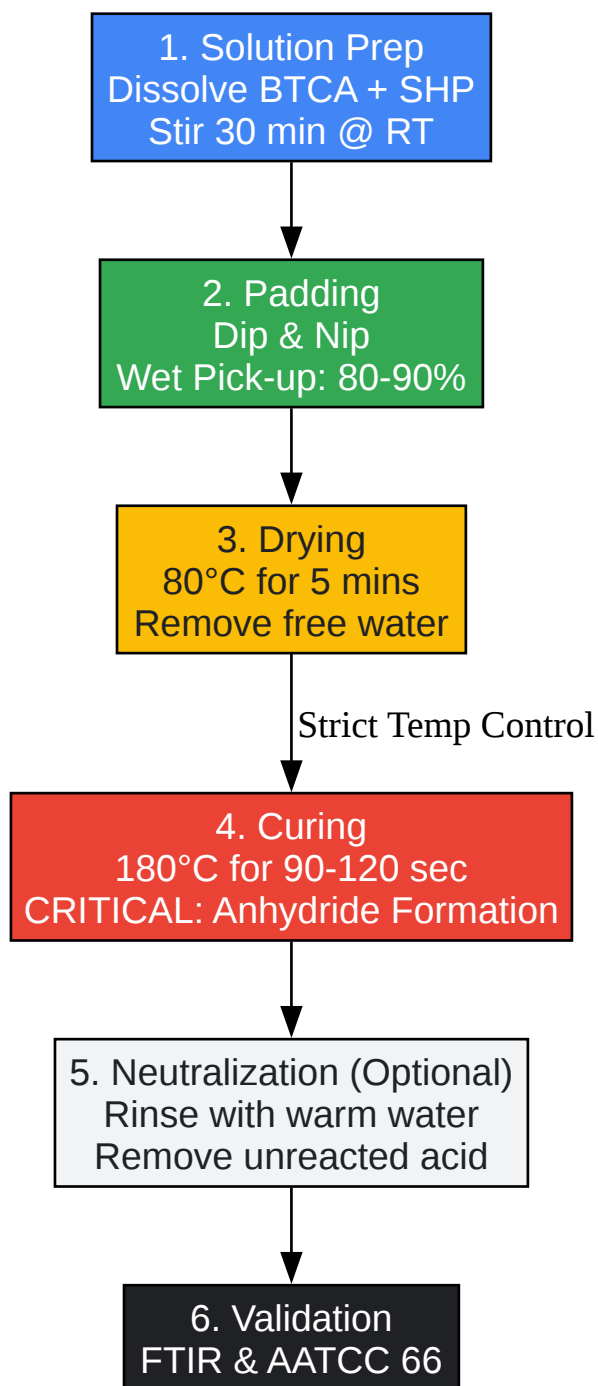 1. Solution Prep
Dissolve BTCA + SHP
Stir 30 min @ RT
2. Padding
Dip & Nip
Wet Pick-up: 80-90%
3. Drying
80°C for 5 mins
Remove free water
Strict Temp Control
4. Curing
180°C for 90-120 sec
CRITICAL: Anhydride Formation
5. Neutralization (Optional)
Rinse with warm water
Remove unreacted acid
6. Validation
FTIR & AATCC 66